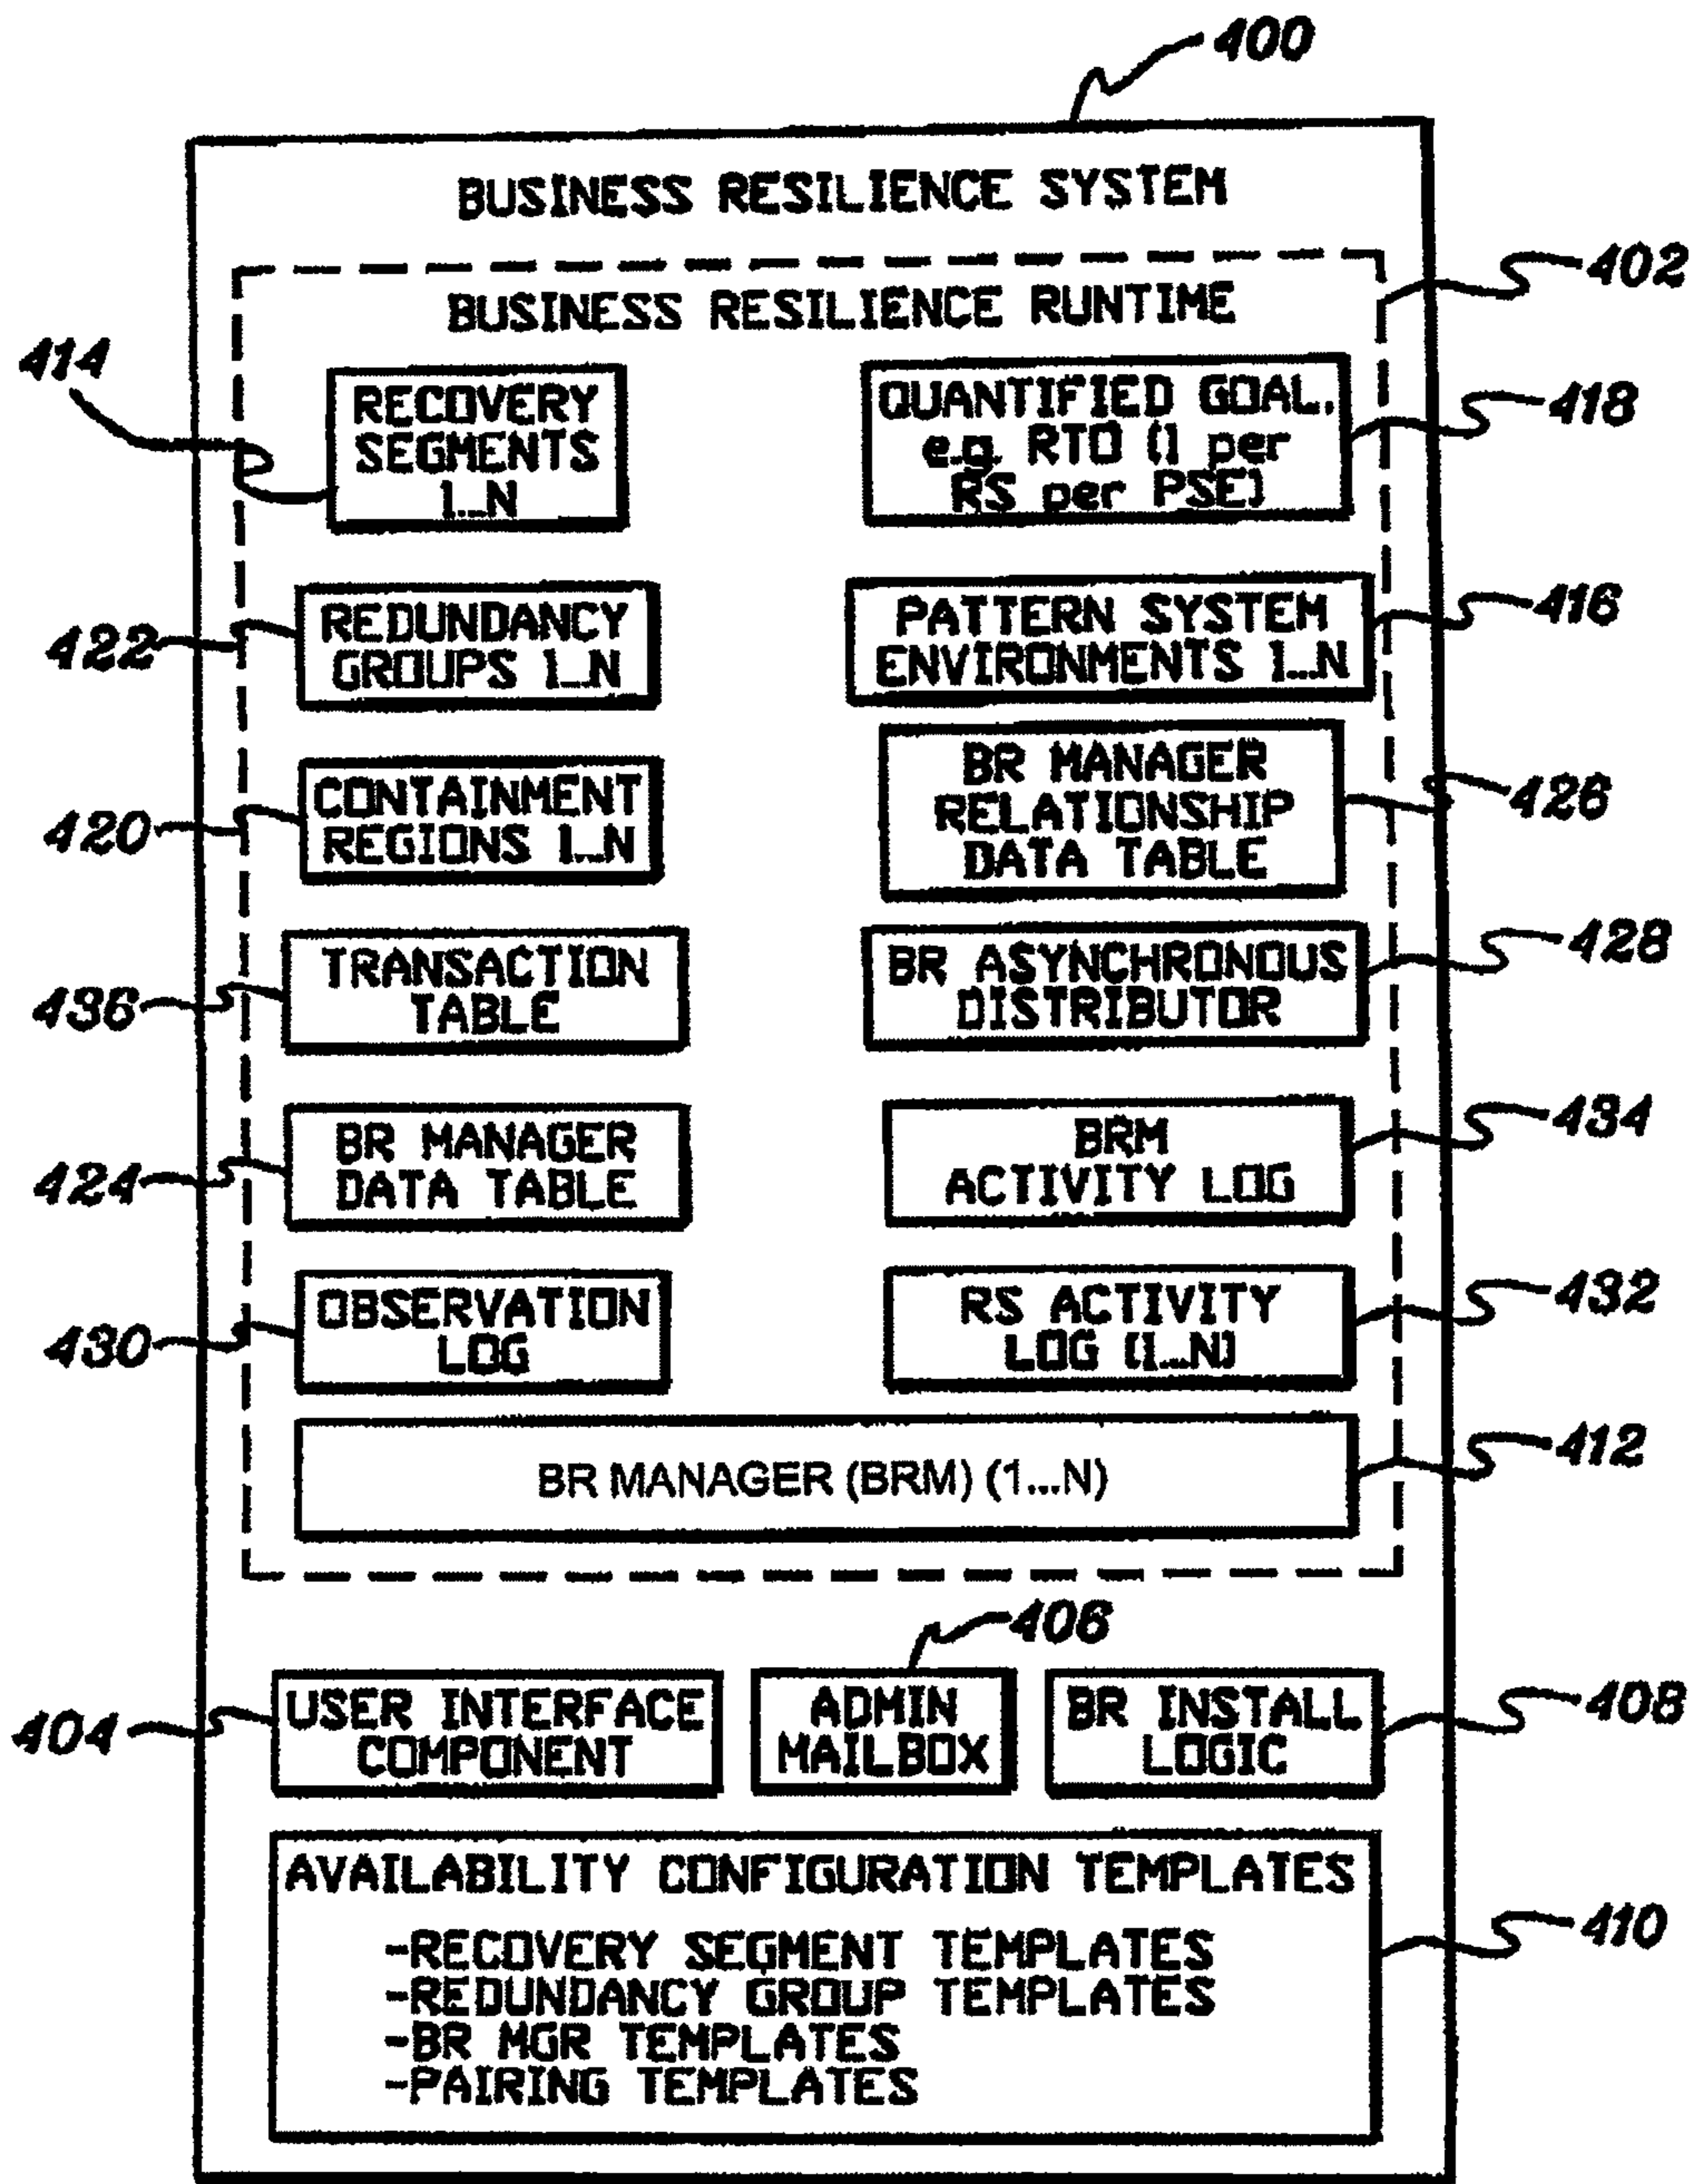 400
BUSINESS RESILIENCE SYSTEM
402
BUSINESS RESILIENCE RUNTIME
414
RECOVERY
SEGMENTS
1...N
QUANTIFIED GOAL,
e.g. RTO (1 per
RS per PSE)
418
422
REDUNDANCY
GROUPS 1...N
PATTERN SYSTEM
ENVIRONMENTS 1...N
416
420
CONTAINMENT
REGIONS 1...N
BR MANAGER
RELATIONSHIP
DATA TABLE
426
436
TRANSACTION
TABLE
BR ASYNCHRONOUS
DISTRIBUTOR
428
424
BR MANAGER
DATA TABLE
BRM
ACTIVITY LOG
434
430
OBSERVATION
LOG
RS ACTIVITY
LOG (1...N)
432
BR MANAGER (BRM) (1...N)
412
406
404
USER INTERFACE
COMPONENT
ADMIN
MAILBOX
BR INSTALL
LOGIC
408
AVAILABILITY CONFIGURATION TEMPLATES
-RECOVERY SEGMENT TEMPLATES
-REDUNDANCY GROUP TEMPLATES
-BR MGR TEMPLATES
-PAIRING TEMPLATES
410